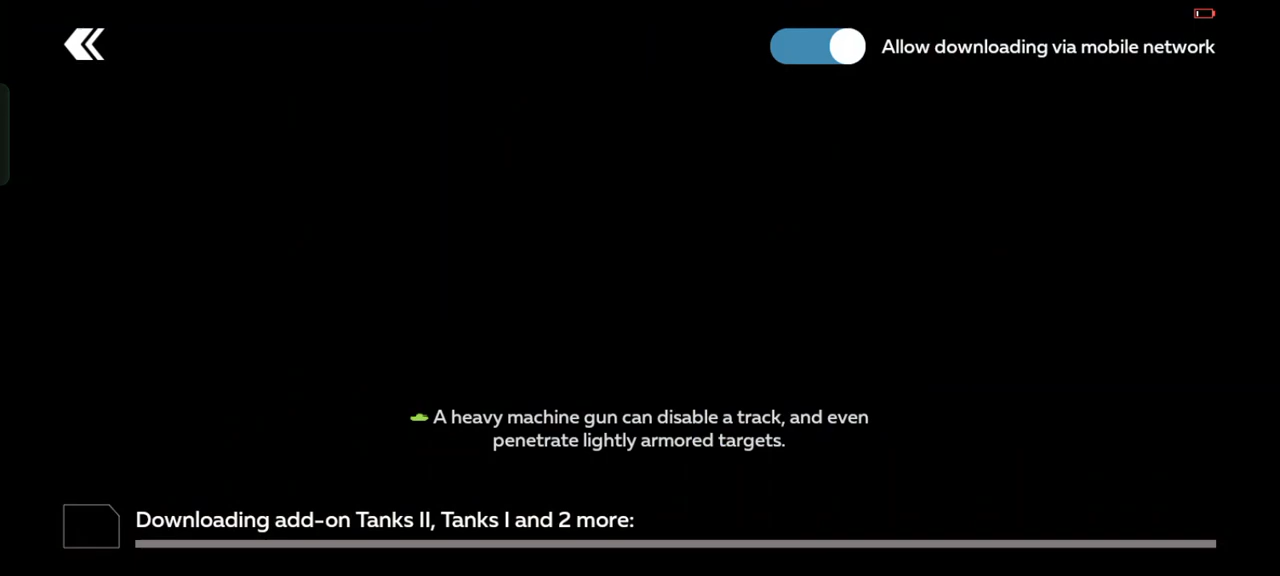 Allow downloading via mobile network
A heavy machine gun can disable a track, and even
penetrate lightly armored targets.
Downloading add-on Tanks II, Tanks I and 2 more: